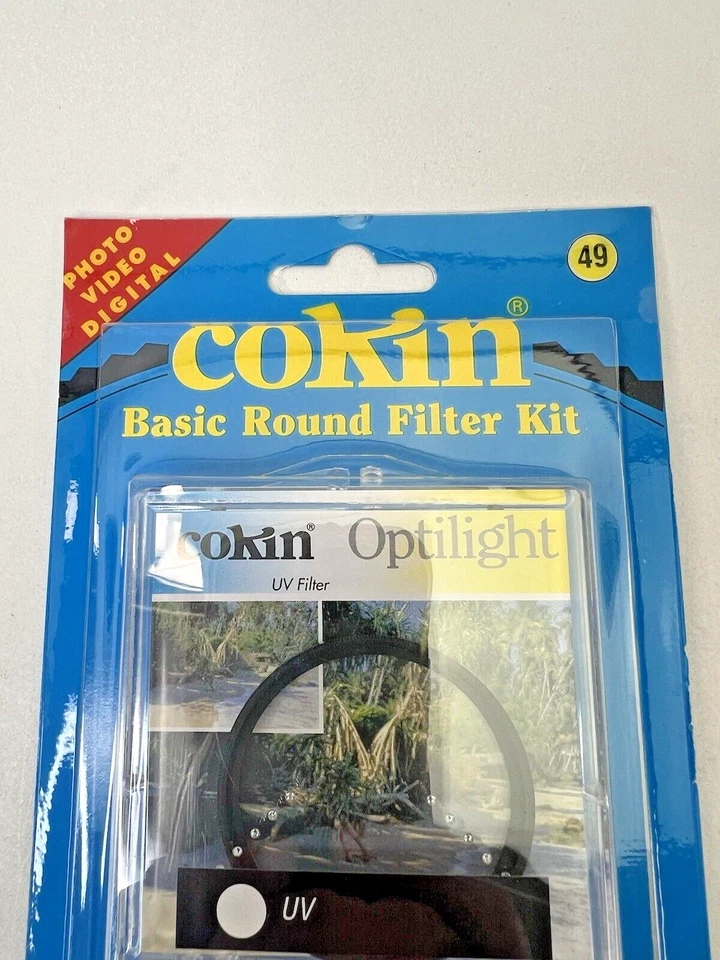 PHOTO
VIDEO
DIGITAL
49
cokin®
Basic Round Filter Kit
cokin® Optilight
UV Filter
UV